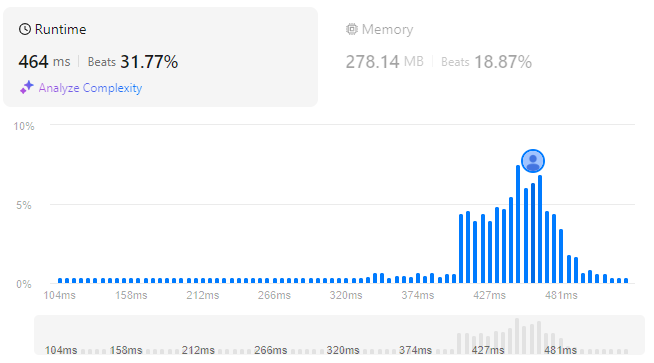 Runtime
464 ms | Beats 31.77%
Analyze Complexity
Memory
278.14 MB | Beats 18.87%
10%
5%
0%
104ms 158ms 212ms 266ms 320ms 374ms 427ms 481ms
104ms 158ms 212ms 266ms 320ms 374ms 427ms 481ms